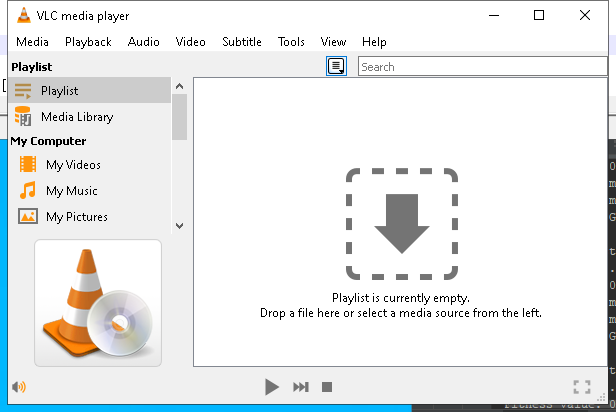 VLC media player
Media Playback Audio Video Subtitle Tools View Help
Playlist
Search
Playlist
Media Library
My Computer
My Videos
My Music
My Pictures
Playlist is currently empty.
Drop a file here or select a media source from the left.